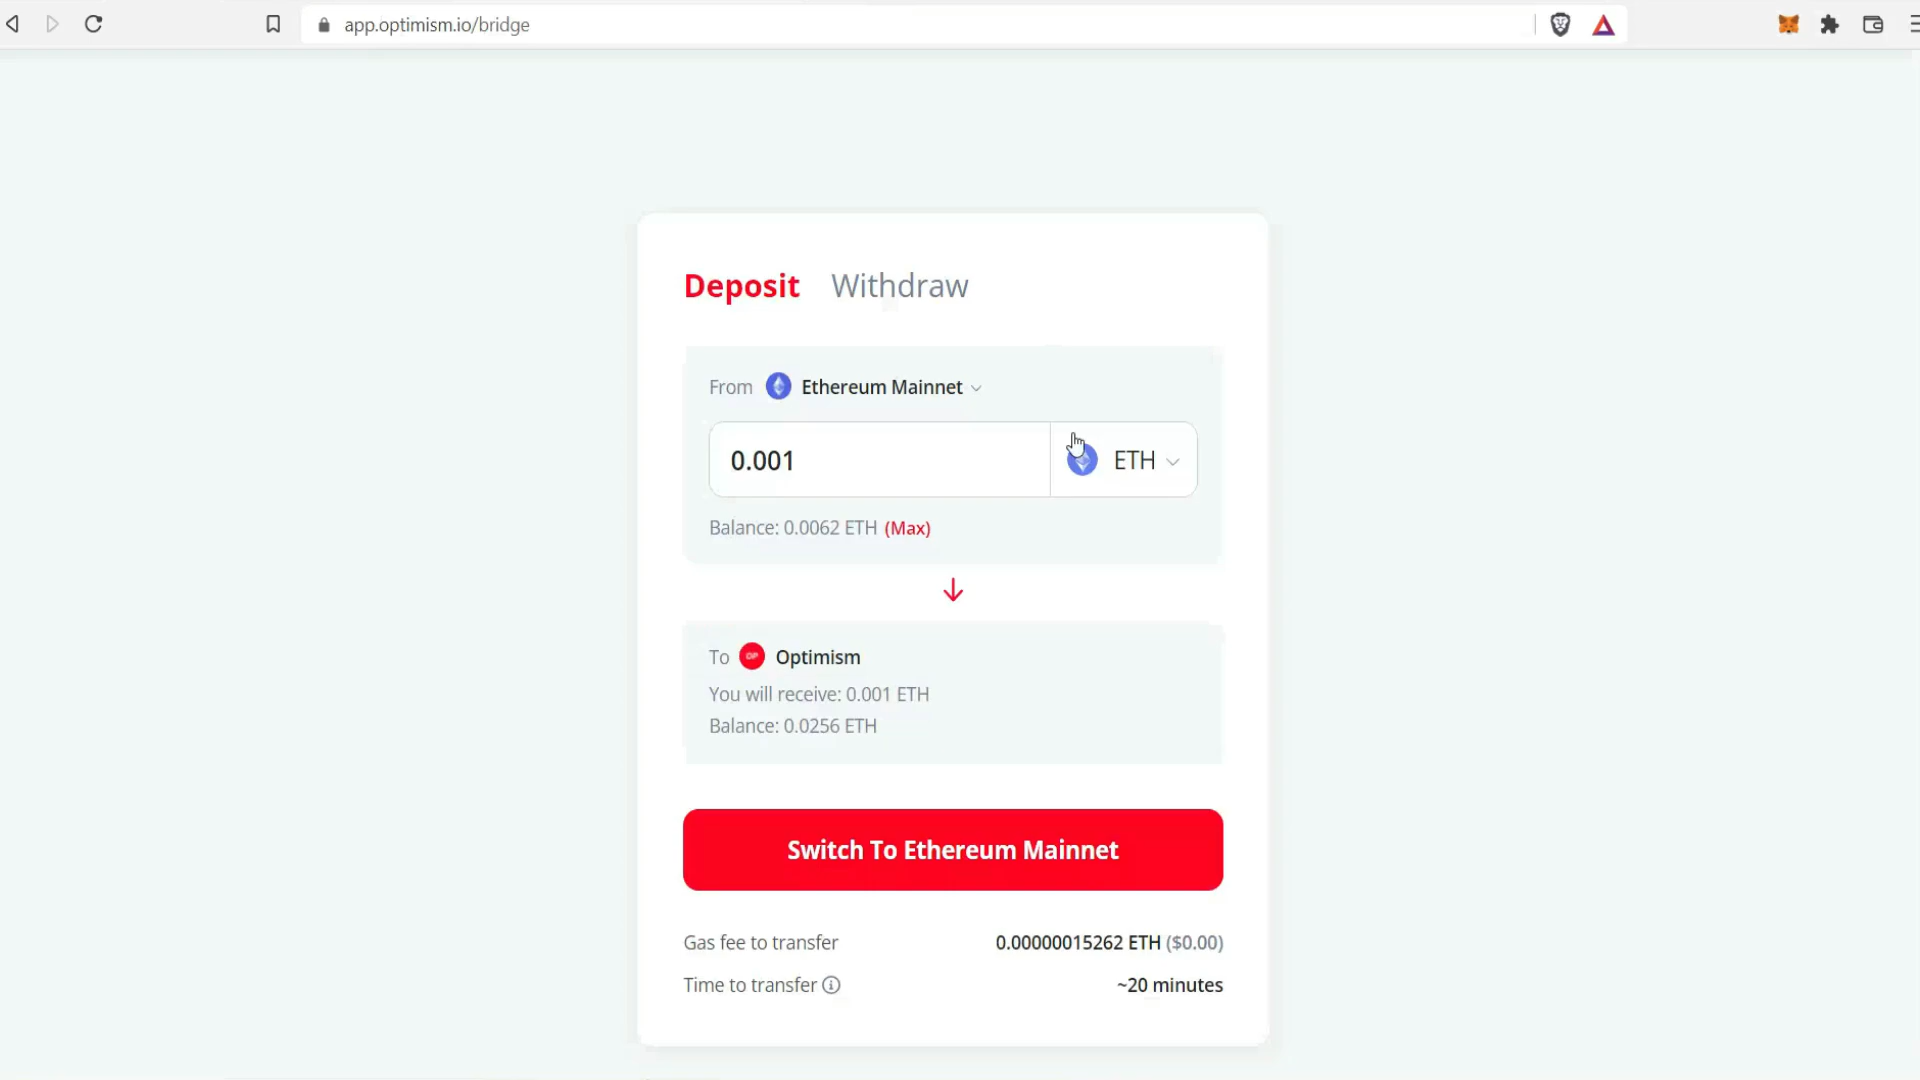 app.optimism.io/bridge
Deposit Withdraw
From Ethereum Mainnet
0.001 ETH
Balance: 0.0062 ETH (Max)
To OP Optimism
You will receive: 0.001 ETH
Balance: 0.0256 ETH
Switch To Ethereum Mainnet
Gas fee to transfer 0.00000015262 ETH ($0.00)
Time to transfer ~20 minutes